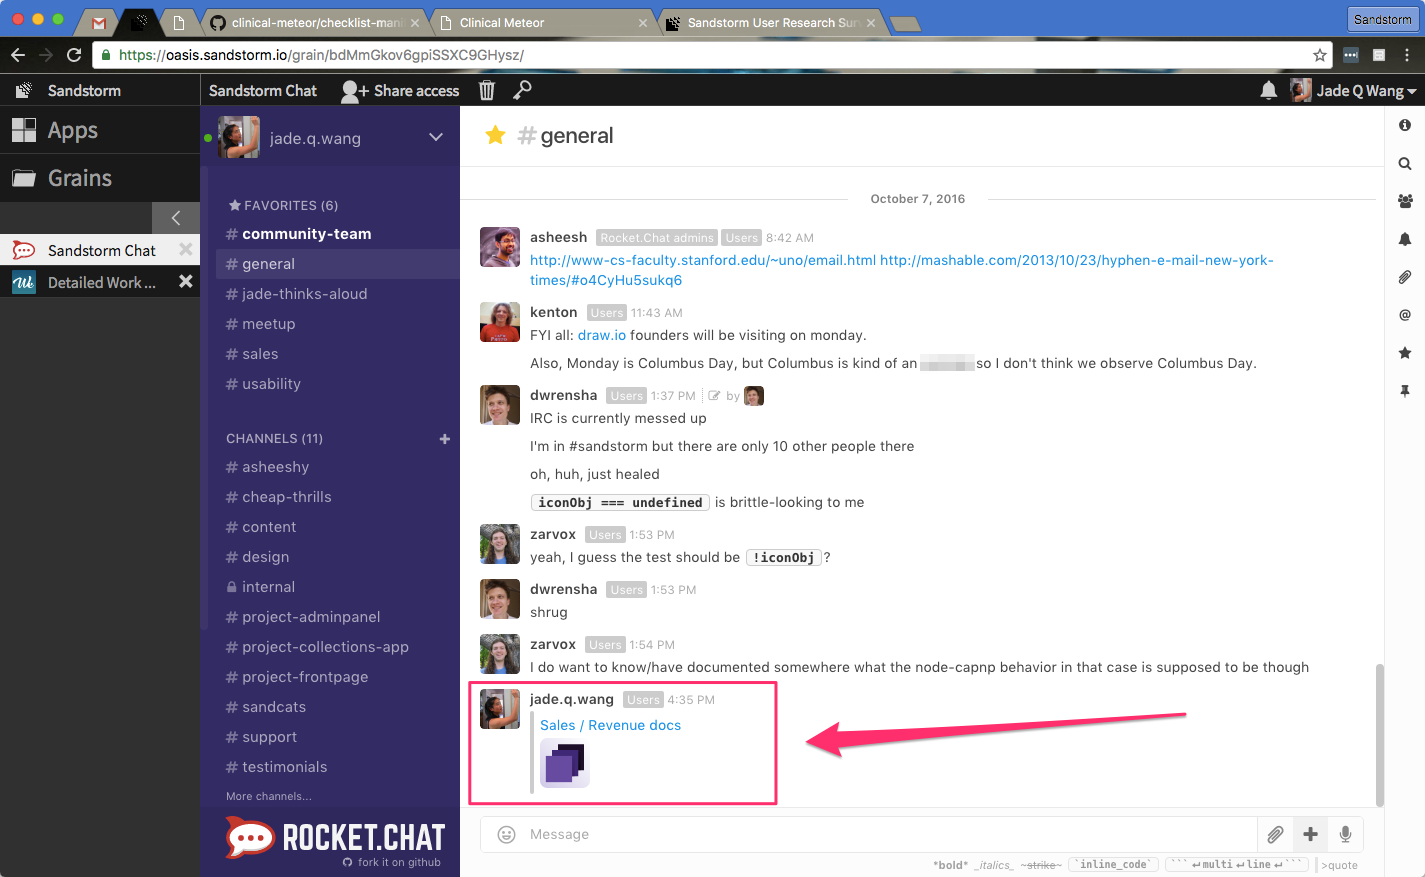 clinical-meteor/checklist-mani
Clinical Meteor
Sandstorm User Research Sur
Sandstorm
https://oasis.sandstorm.io/grain/bdMmGkov6gpiSSXC9GHysz/
Sandstorm
Sandstorm Chat
Share access
Jade Q Wang
Apps
Grains
Sandstorm Chat
Detailed Work ...
jade.q.wang
FAVORITES (6)
# community-team
# general
# jade-thinks-aloud
# meetup
# sales
# usability
CHANNELS (11)
# asheeshy
# cheap-thrills
# content
# design
internal
# project-adminpanel
# project-collections-app
# project-frontpage
# sandcats
# support
# testimonials
More channels...
ROCKET.CHAT
fork it on github
#general
October 7, 2016
asheesh Rocket.Chat admins Users 8:42 AM
http://www-cs-faculty.stanford.edu/~uno/email.html http://mashable.com/2013/10/23/hyphen-e-mail-new-york-
times/#o4CyHu5sukq6
kenton Users 11:43 AM
FYI all: draw.io founders will be visiting on monday.
Also, Monday is Columbus Day, but Columbus is kind of an so I don't think we observe Columbus Day.
dwrensha Users 1:37 PM by
IRC is currently messed up
I'm in #sandstorm but there are only 10 other people there
oh, huh, just healed
iconObj === undefined is brittle-looking to me
zarvox Users 1:53 PM
yeah, I guess the test should be !iconObj ?
dwrensha Users 1:53 PM
shrug
zarvox Users 1:54 PM
I do want to know/have documented somewhere what the node-capnp behavior in that case is supposed to be though
jade.q.wang Users 4:35 PM
Sales / Revenue docs
Message
*bold* _italics_ ~strike~ `inline_code` ```↵multi↵line↵``` >quote